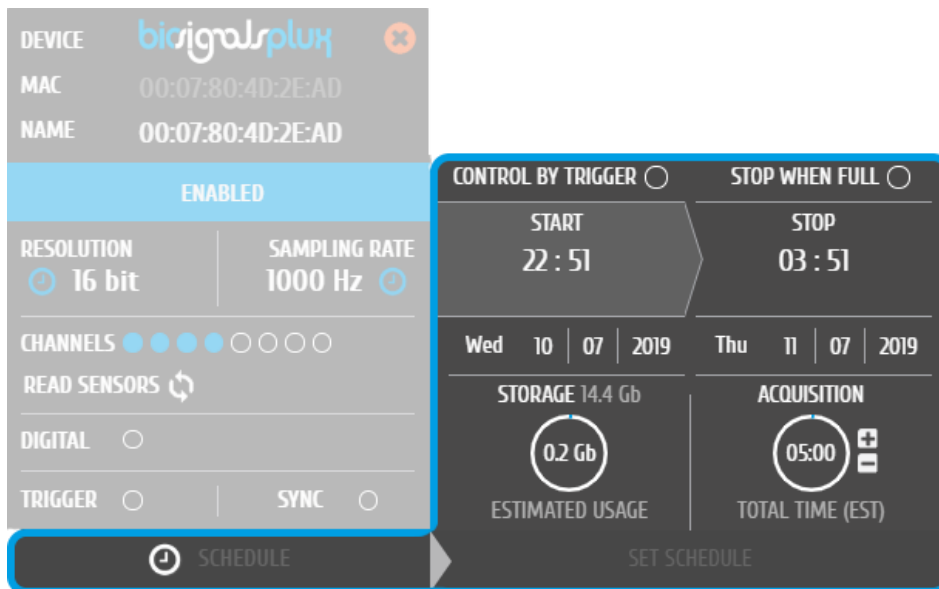 DEVICE biosignalsplux
MAC 00:07:80:4D:2E:AD
NAME 00:07:80:4D:2E:AD
ENABLED
RESOLUTION SAMPLING RATE
16 bit 1000 Hz
CHANNELS
READ SENSORS
DIGITAL
TRIGGER SYNC
SCHEDULE
CONTROL BY TRIGGER STOP WHEN FULL
START STOP
22 : 51 03 : 51
Wed 10 07 2019 Thu 11 07 2019
STORAGE 14.4 Gb ACQUISITION
0.2 Gb 05:00
ESTIMATED USAGE TOTAL TIME (EST)
SET SCHEDULE